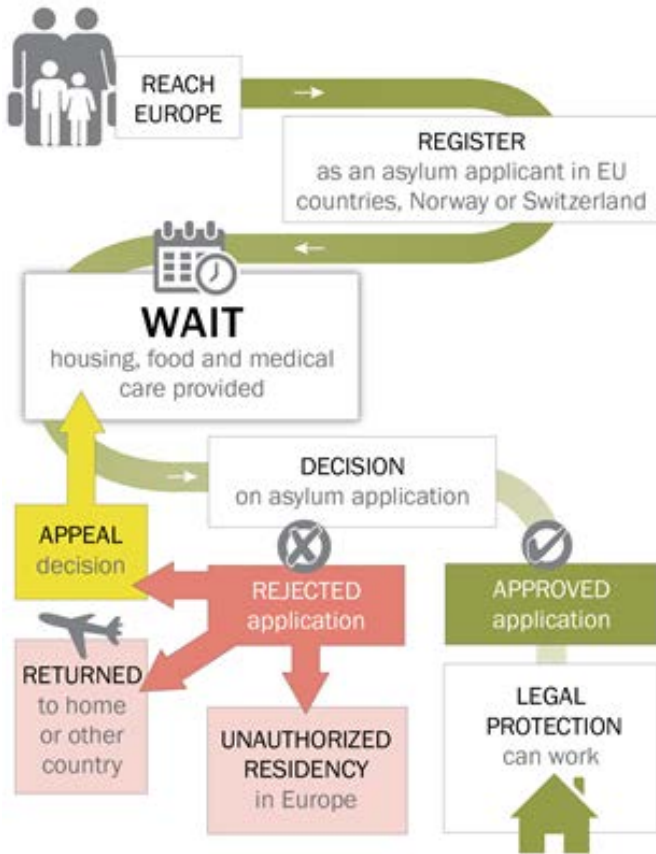 REACH
EUROPE
REGISTER
as an asylum applicant in EU
countries, Norway or Switzerland
WAIT
housing, food and medical
care provided
DECISION
on asylum application
APPEAL
decision
REJECTED
application
APPROVED
application
RETURNED
to home
or other
country
UNAUTHORIZED
RESIDENCY
in Europe
LEGAL
PROTECTION
can work